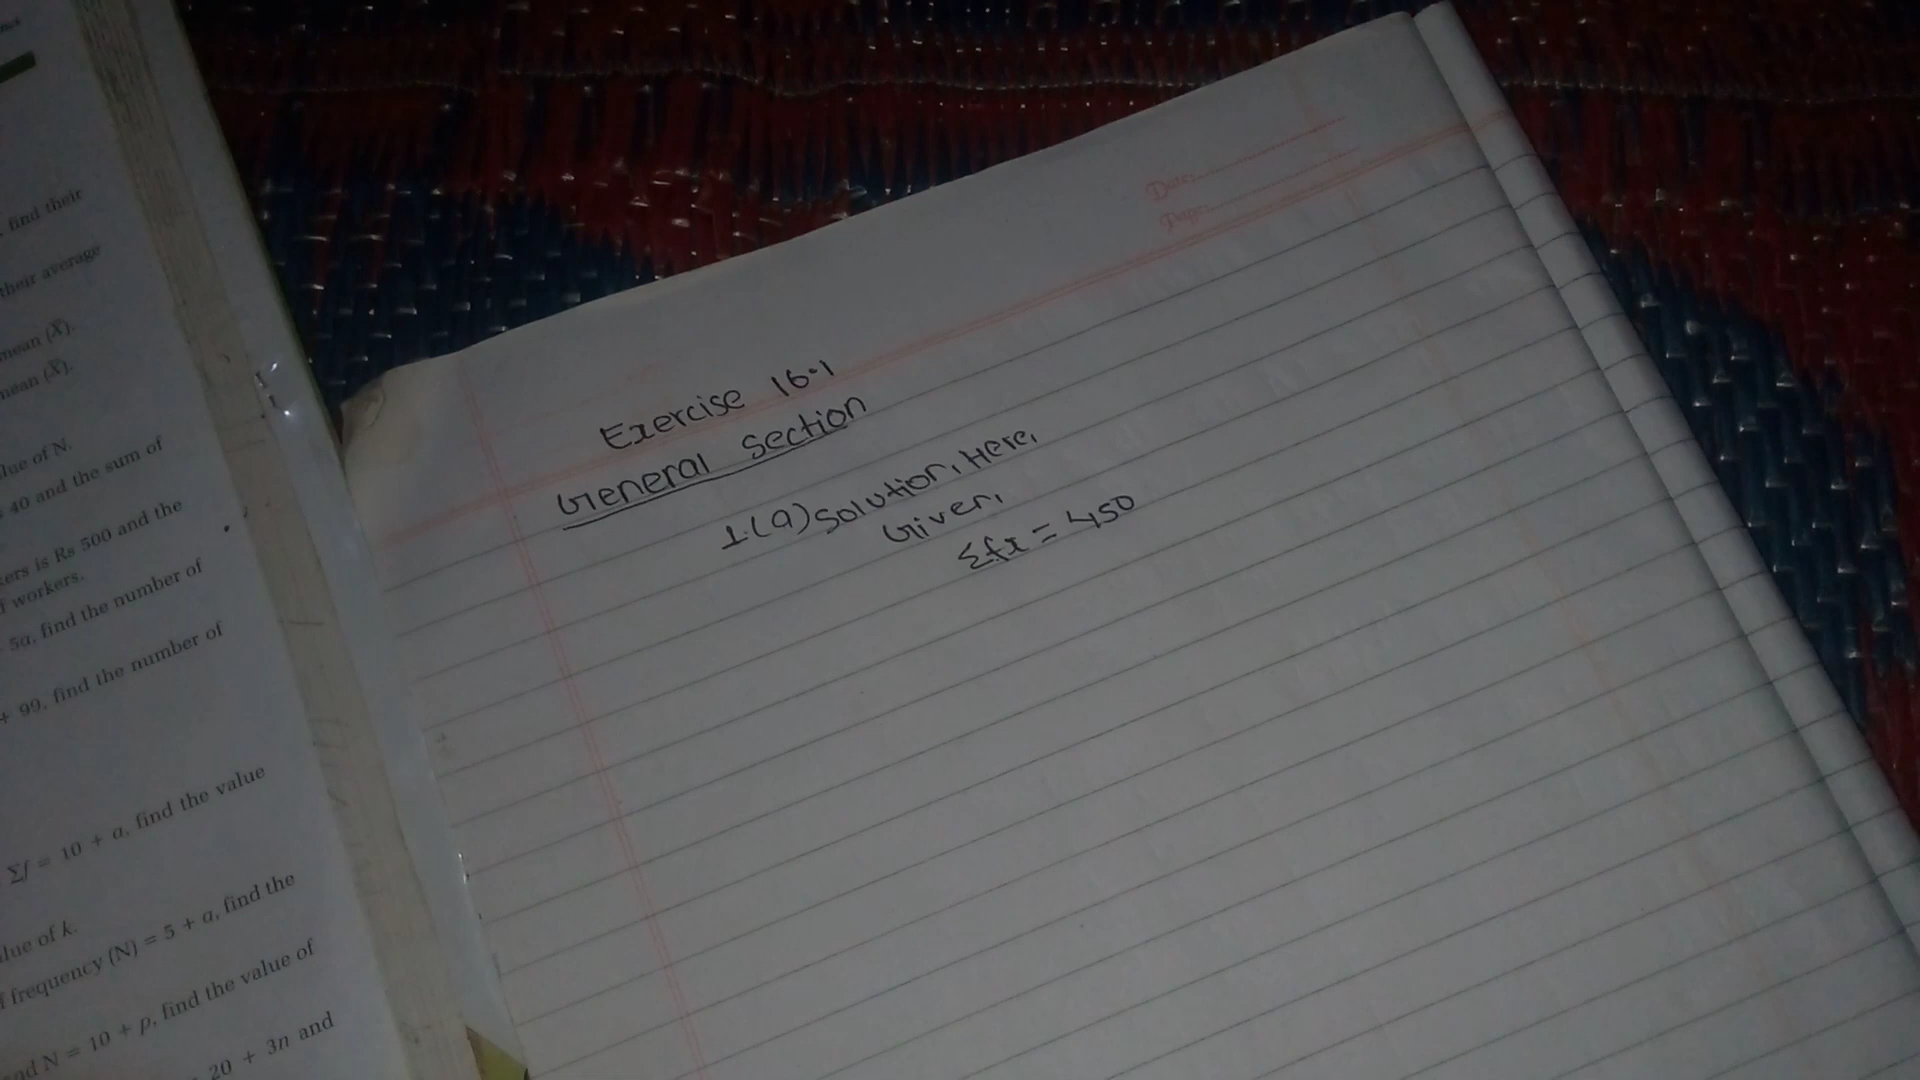 find their
their average
mean (X̄).
mean (X̄).
lue of N.
40 and the sum of
ers is Rs 500 and the
workers.
5a, find the number of
+ 99, find the number of
Σf = 10 + a, find the value
lue of k.
frequency (N) = 5 + a, find the
nd N = 10 + p, find the value of
20 + 3n and
Date:
Page:
Exercise 16.1
General Section
1.(a) Solution, Here,
Given,
Σfx = 450